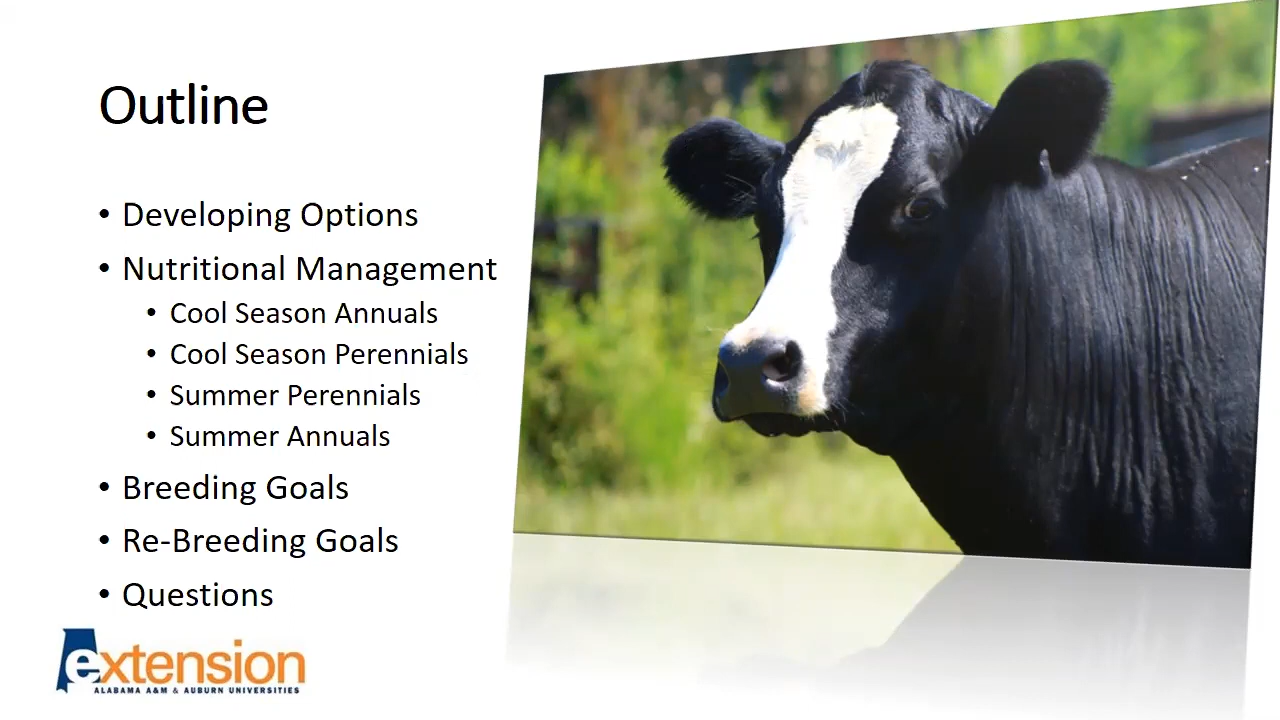 Outline
• Developing Options
• Nutritional Management
• Cool Season Annuals
• Cool Season Perennials
• Summer Perennials
• Summer Annuals
• Breeding Goals
• Re-Breeding Goals
• Questions
extension
ALABAMA A&M & AUBURN UNIVERSITIES